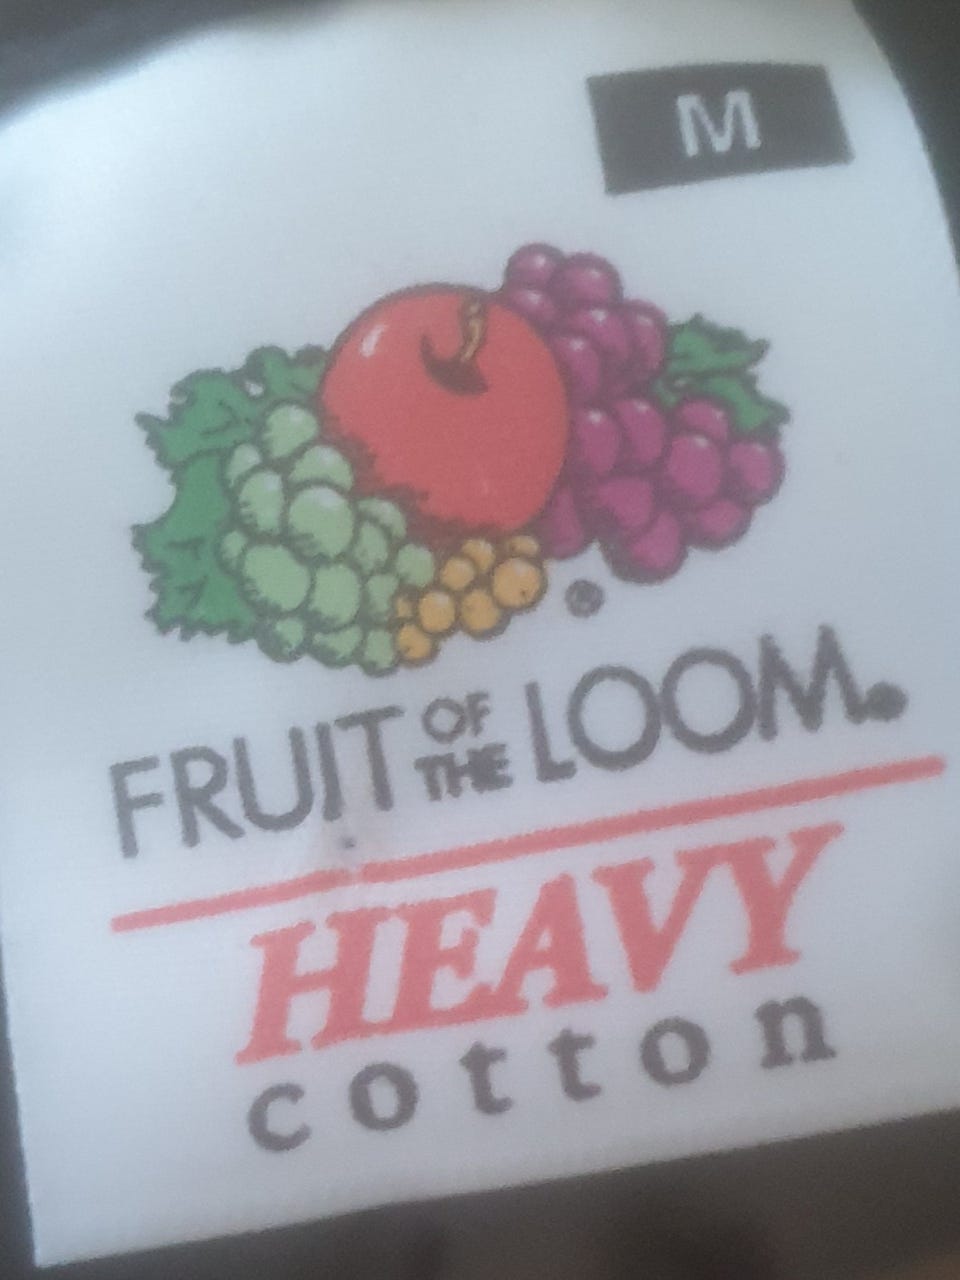 M
®
FRUIT OF THE LOOM®
HEAVY
cotton